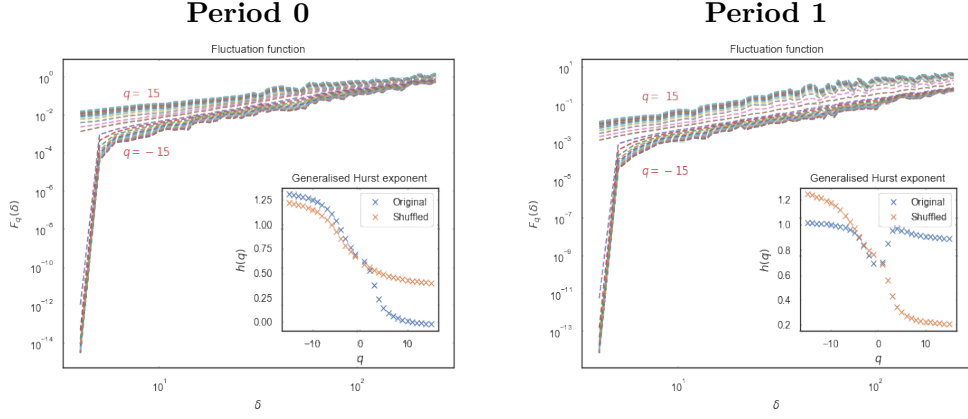 Period 0
Period 1
Fluctuation function
10^0
10^-2
10^-4
10^-6
10^-8
10^-10
10^-12
10^-14
F_q(δ)
q = 15
q = −15
Generalised Hurst exponent
Original
Shuffled
1.25
1.00
0.75
0.50
0.25
0.00
h(q)
−10
0
10
q
10^1
10^2
δ
Fluctuation function
10^1
10^-1
10^-3
10^-5
10^-7
10^-9
10^-11
10^-13
F_q(δ)
q = 15
q = −15
Generalised Hurst exponent
Original
Shuffled
1.2
1.0
0.8
0.6
0.4
0.2
h(q)
−10
0
10
q
10^1
10^2
δ